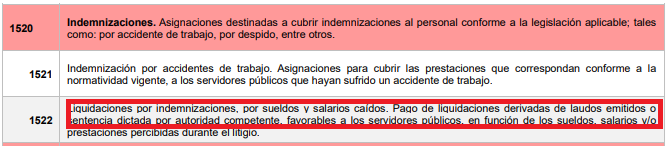 1520
Indemnizaciones. Asignaciones destinadas a cubrir indemnizaciones al personal conforme a la legislación aplicable; tales
como: por accidente de trabajo, por despido, entre otros.
1521
Indemnización por accidentes de trabajo. Asignaciones para cubrir las prestaciones que correspondan conforme a la
normatividad vigente, a los servidores públicos que hayan sufrido un accidente de trabajo.
1522
Liquidaciones por indemnizaciones, por sueldos y salarios caídos. Pago de liquidaciones derivadas de laudos emitidos o
sentencia dictada por autoridad competente, favorables a los servidores públicos, en función de los sueldos, salarios y/o
prestaciones percibidas durante el litigio.